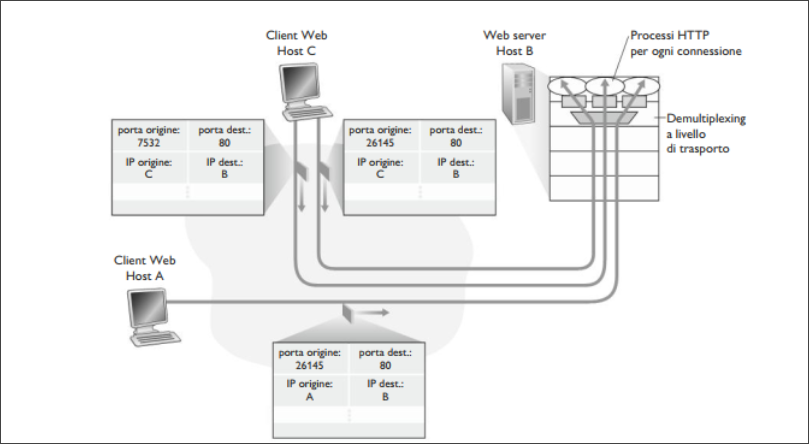 Client Web
Host C
Web server
Host B
Processi HTTP
per ogni connessione
porta origine:
7532
porta dest.:
80
IP origine:
C
IP dest.:
B
porta origine:
26145
porta dest.:
80
IP origine:
C
IP dest.:
B
Demultiplexing
a livello
di trasporto
Client Web
Host A
porta origine:
26145
porta dest.:
80
IP origine:
A
IP dest.:
B